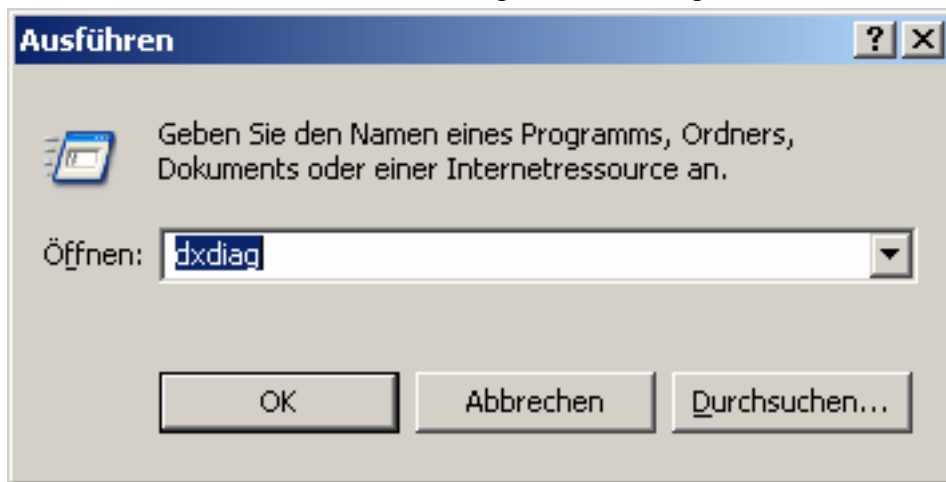 Ausführen
Geben Sie den Namen eines Programms, Ordners,
Dokuments oder einer Internetressource an.
Öffnen: dxdiag
OK Abbrechen Durchsuchen...